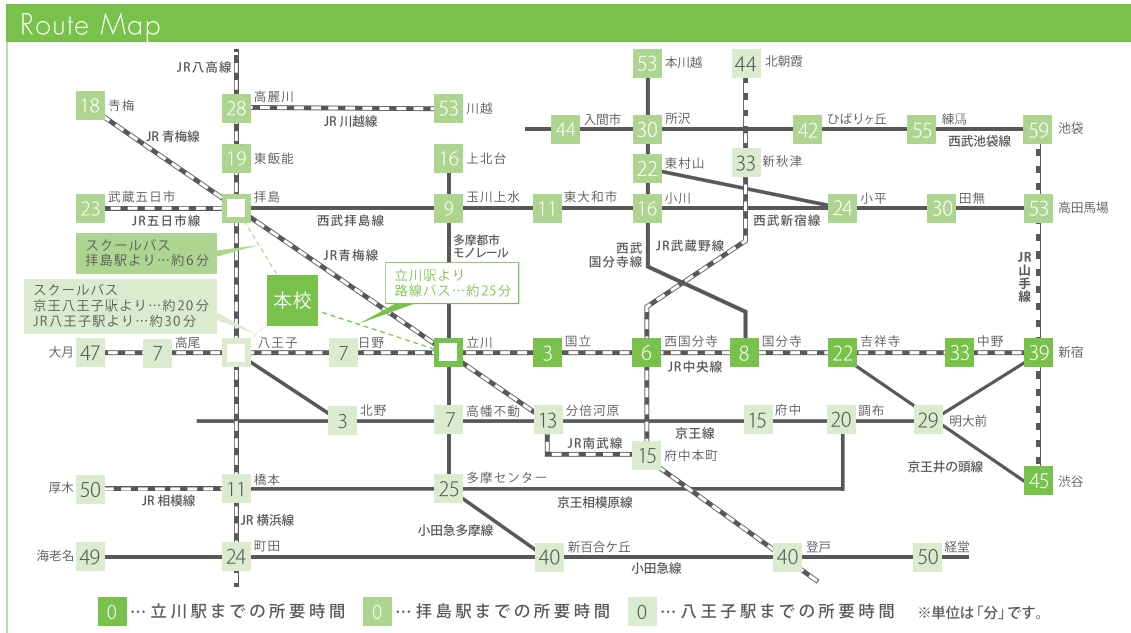 Route Map
JR八高線
53 本川越
44 北朝霞
18 青梅
28 高麗川
53 川越
JR 川越線
JR 青梅線
44 入間市
30 所沢
42 ひばりヶ丘
55 練馬
59 池袋
西武池袋線
19 東飯能
16 上北台
22 東村山
33 新秋津
23 武蔵五日市
JR五日市線
拝島
西武拝島線
9 玉川上水
11 東大和市
16 小川
西武新宿線
24 小平
30 田無
53 高田馬場
スクールバス
拝島駅より…約6分
JR青梅線
多摩都市
モノレール
西武
国分寺線
JR武蔵野線
JR
山手線
スクールバス
京王八王子駅より…約20分
JR八王子駅より…約30分
本校
立川駅より
路線バス…約25分
大月 47
7 高尾
八王子
7 日野
立川
3 国立
6 西国分寺
JR中央線
8 国分寺
22 吉祥寺
33 中野
39 新宿
3 北野
7 高幡不動
13 分倍河原
京王線
15 府中
20 調布
29 明大前
JR南武線
15 府中本町
京王井の頭線
45 渋谷
厚木 50
JR 相模線
11 橋本
25 多摩センター
京王相模原線
JR 横浜線
小田急多摩線
海老名 49
24 町田
40 新百合ケ丘
小田急線
40 登戸
50 経堂
0 …立川駅までの所要時間 0 …拝島駅までの所要時間 0 …八王子駅までの所要時間 ※単位は「分」です。